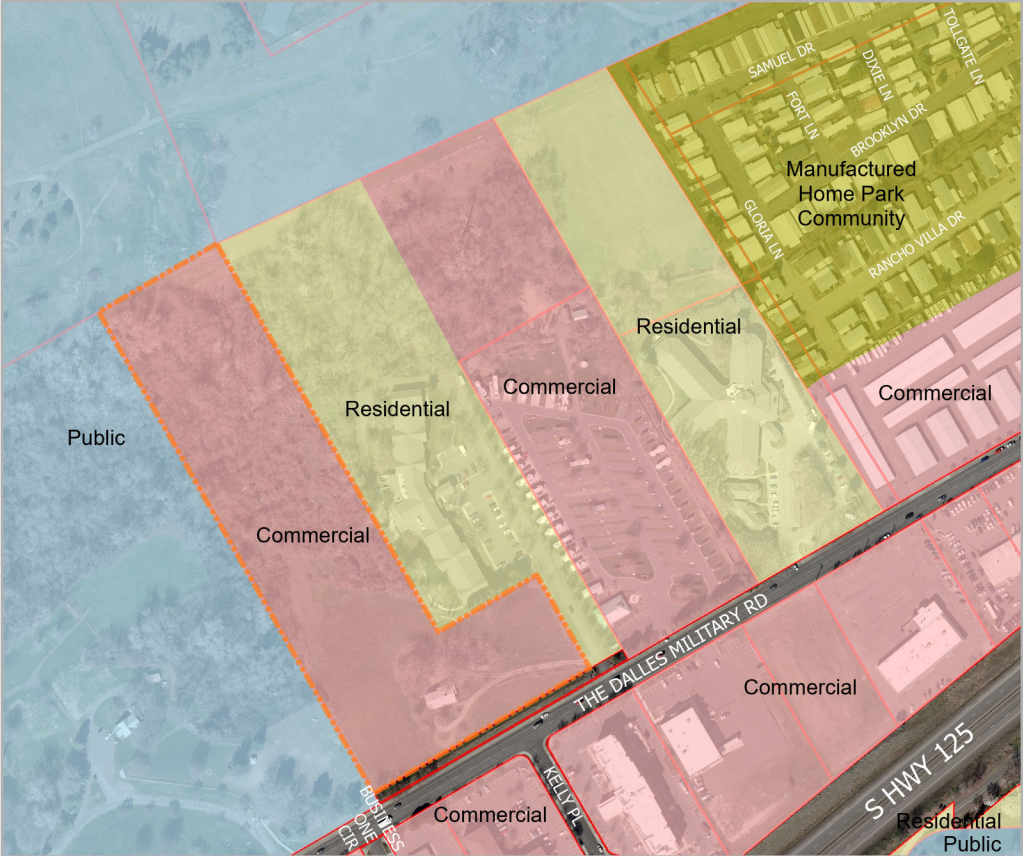 SAMUEL DR
TOLLGATE LN
DIXIE LN
FORT LN
BROOKLYN DR
Manufactured
Home Park
Community
GLORIA LN
RANCHO VILLA DR
Residential
Commercial
Commercial
Residential
Public
Commercial
THE DALLES MILITARY RD
Commercial
S HWY 125
KELLY PL
BUSINESS
ONE
CIR
Commercial
Residential
Public